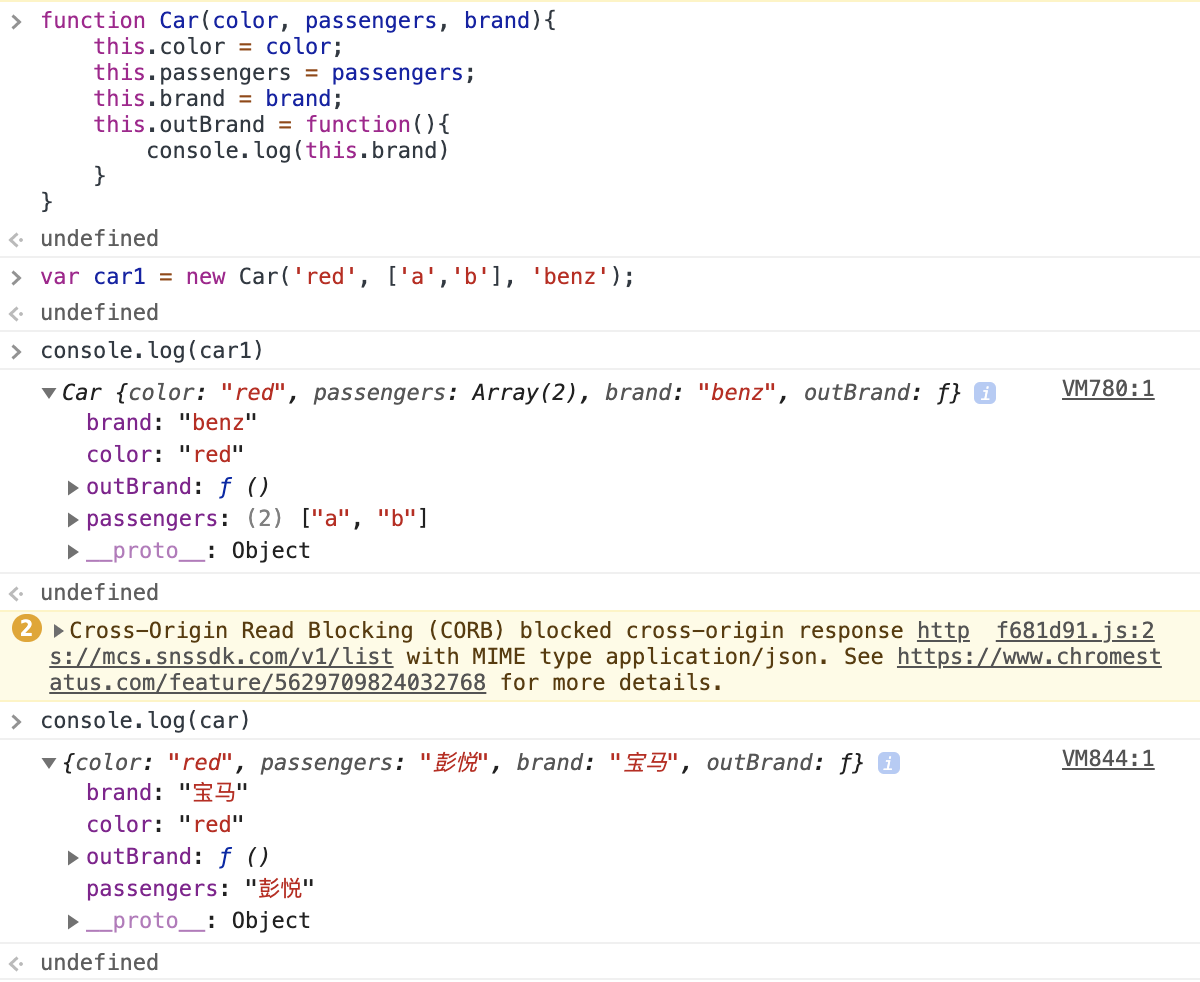 function Car(color, passengers, brand){
    this.color = color;
    this.passengers = passengers;
    this.brand = brand;
    this.outBrand = function(){
        console.log(this.brand)
    }
}
undefined
var car1 = new Car('red', ['a','b'], 'benz');
undefined
console.log(car1)
Car {color: "red", passengers: Array(2), brand: "benz", outBrand: ƒ} i VM780:1
brand: "benz"
color: "red"
outBrand: ƒ ()
passengers: (2) ["a", "b"]
__proto__: Object
undefined
2 Cross-Origin Read Blocking (CORB) blocked cross-origin response http f681d91.js:2
s://mcs.snssdk.com/v1/list with MIME type application/json. See https://www.chromest
atus.com/feature/5629709824032768 for more details.
console.log(car)
{color: "red", passengers: "彭悦", brand: "宝马", outBrand: ƒ} i VM844:1
brand: "宝马"
color: "red"
outBrand: ƒ ()
passengers: "彭悦"
__proto__: Object
undefined